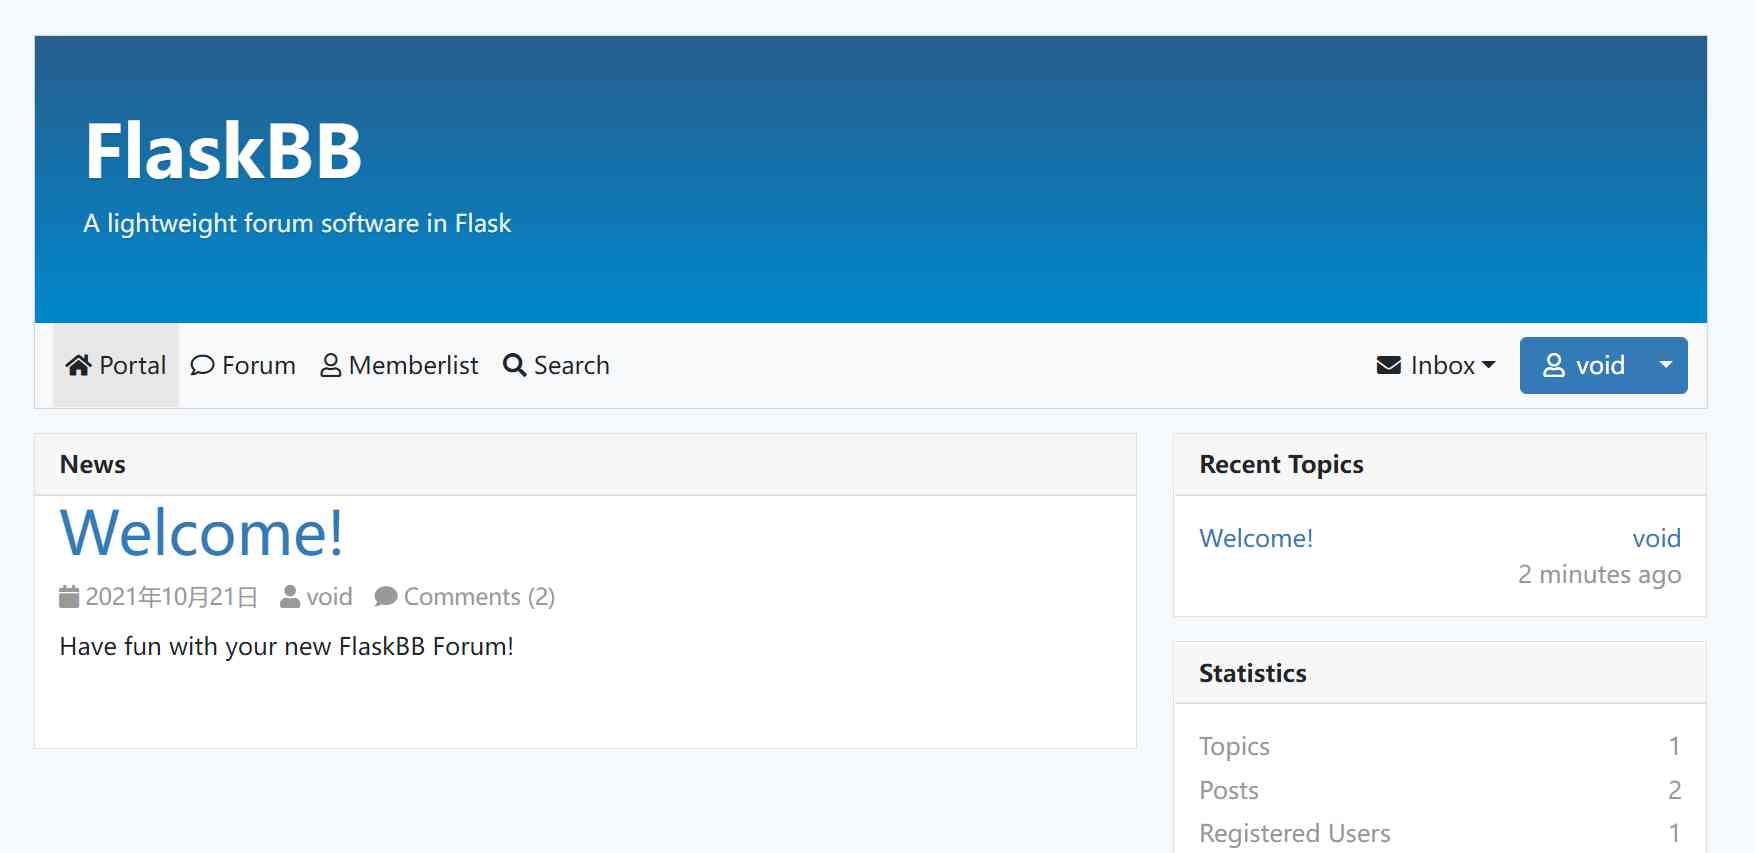 FlaskBB
A lightweight forum software in Flask
Portal Forum Memberlist Search Inbox void
News
Welcome!
2021年10月21日 void Comments (2)
Have fun with your new FlaskBB Forum!
Recent Topics
Welcome! void
2 minutes ago
Statistics
Topics 1
Posts 2
Registered Users 1